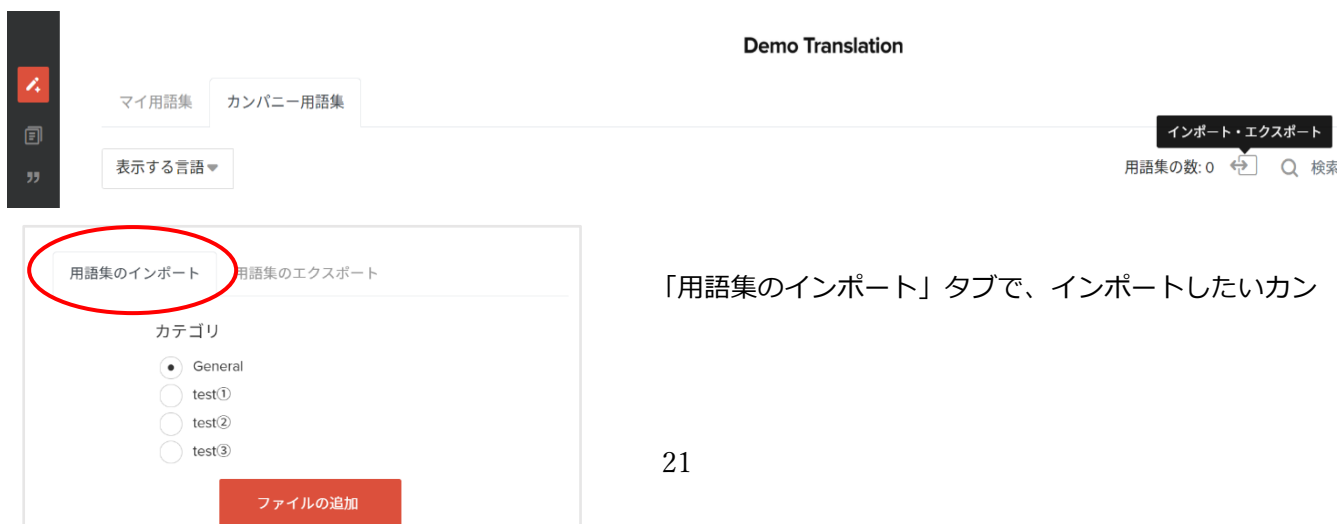 Demo Translation
マイ用語集 カンパニー用語集
インポート・エクスポート
表示する言語
用語集の数: 0 検索
用語集のインポート 用語集のエクスポート
カテゴリ
General
test①
test②
test③
ファイルの追加
「用語集のインポート」タブで、インポートしたいカン
21